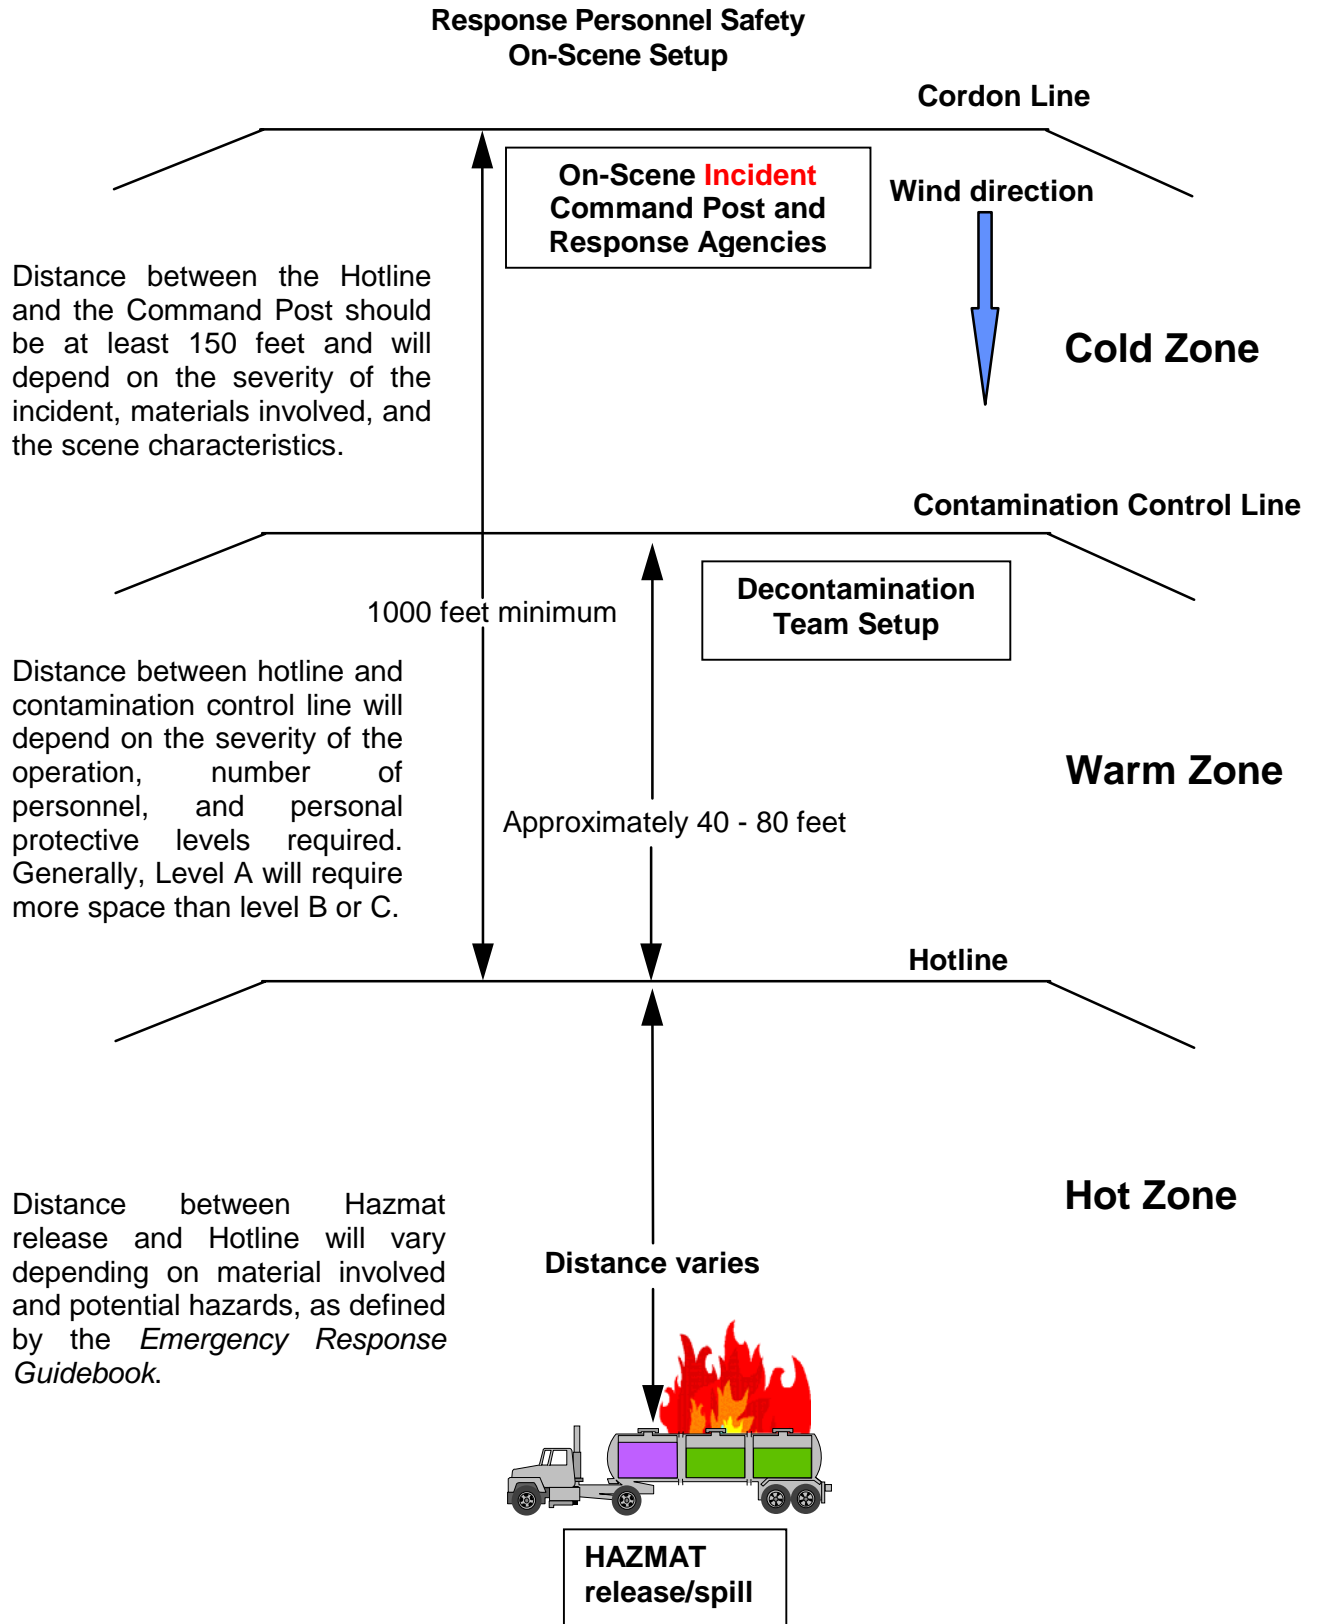 Response Personnel Safety
On-Scene Setup
Cordon Line
On-Scene Incident
Command Post and
Response Agencies
Wind direction
Distance between the Hotline
and the Command Post should
be at least 150 feet and will
depend on the severity of the
incident, materials involved, and
the scene characteristics.
Cold Zone
Contamination Control Line
Decontamination
Team Setup
1000 feet minimum
Distance between hotline and
contamination control line will
depend on the severity of the
operation, number of
personnel, and personal
protective levels required.
Generally, Level A will require
more space than level B or C.
Warm Zone
Approximately 40 - 80 feet
Hotline
Distance between Hazmat
release and Hotline will vary
depending on material involved
and potential hazards, as defined
by the Emergency Response
Guidebook.
Hot Zone
Distance varies
HAZMAT
release/spill